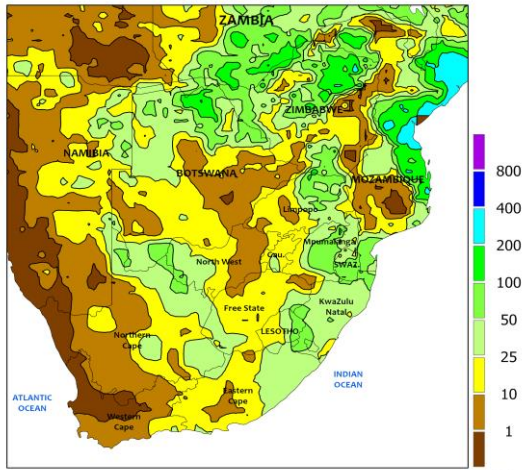 ZAMBIA
ZIMBABWE
NAMIBIA
BOTSWANA
MOZAMBIQUE
Limpopo
Mpumalanga
North West
Gau.
SWAZ.
Free State
KwaZulu
Natal
LESOTHO
Northern
Cape
Eastern
Cape
Western
Cape
ATLANTIC
OCEAN
INDIAN
OCEAN
800
400
200
100
50
25
10
1